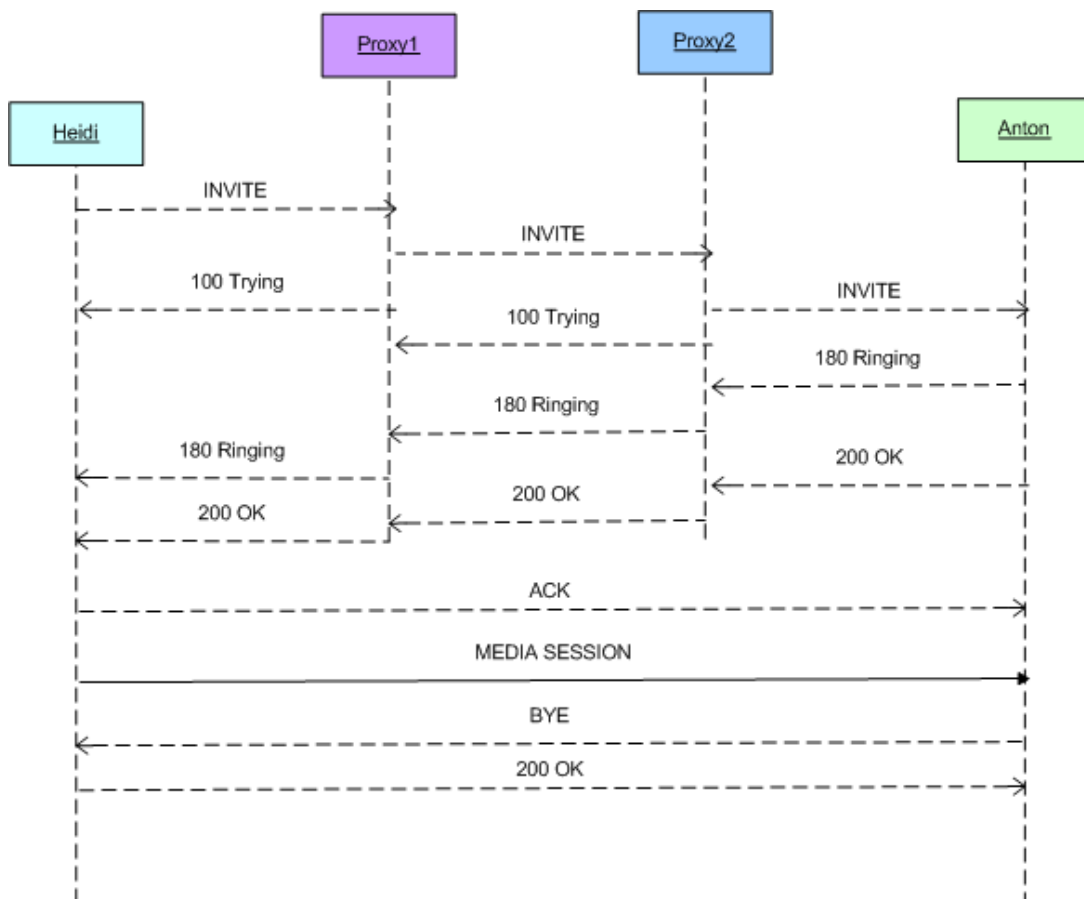 Proxy1
Proxy2
Heidi
Anton
INVITE
INVITE
100 Trying
INVITE
100 Trying
180 Ringing
180 Ringing
180 Ringing
200 OK
200 OK
200 OK
ACK
MEDIA SESSION
BYE
200 OK